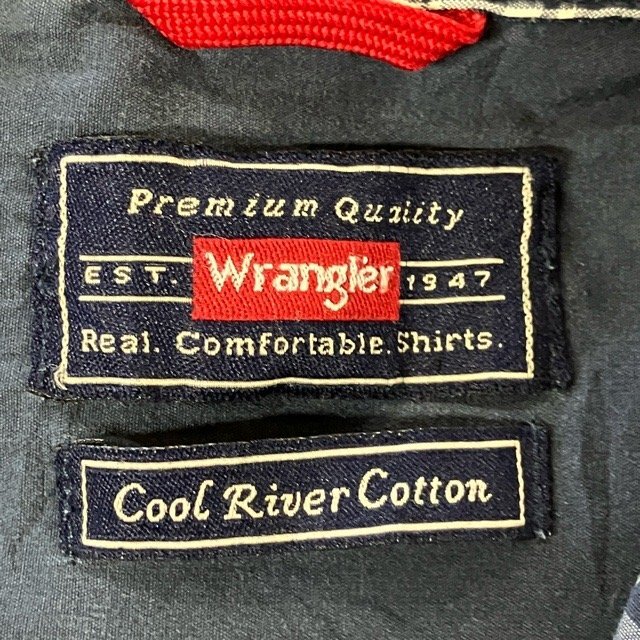 Premium Quality
EST. Wrangler 1947
Real. Comfortable. Shirts.
Cool River Cotton